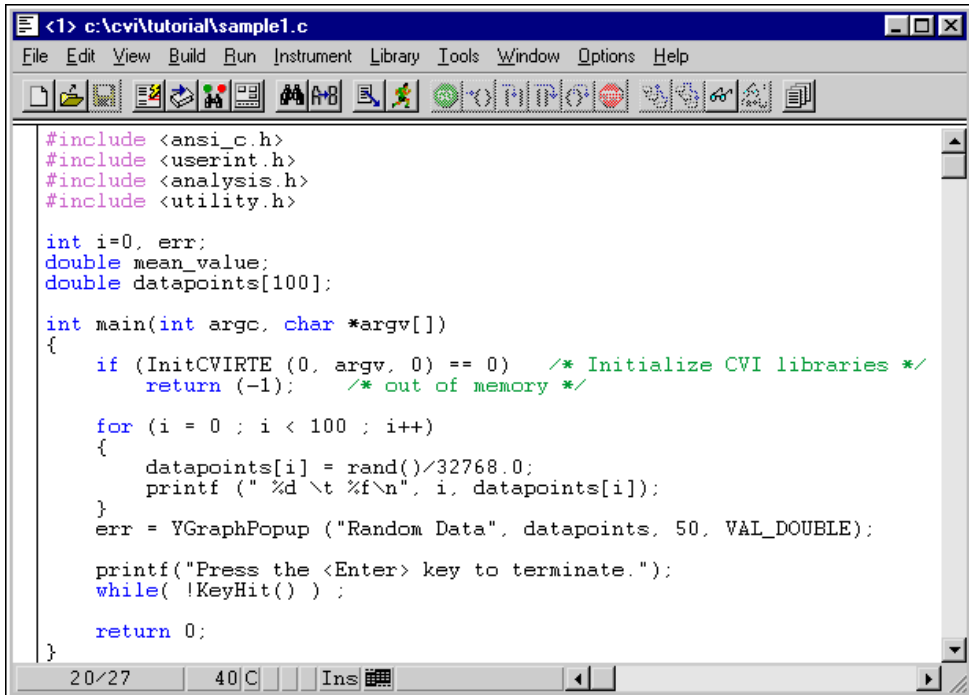 <1> c:\cvi\tutorial\sample1.c
File Edit View Build Run Instrument Library Tools Window Options Help
#include <ansi_c.h>
#include <userint.h>
#include <analysis.h>
#include <utility.h>
int i=0, err;
double mean_value;
double datapoints[100];
int main(int argc, char *argv[])
{
    if (InitCVIRTE (0, argv, 0) == 0)   /* Initialize CVI libraries */
        return (-1);     /* out of memory */
    for (i = 0 ; i < 100 ; i++)
    {
        datapoints[i] = rand()/32768.0;
        printf (" %d \t %f\n", i, datapoints[i]);
    }
    err = YGraphPopup ("Random Data", datapoints, 50, VAL_DOUBLE);
    printf("Press the <Enter> key to terminate.");
    while( !KeyHit() ) ;
    return 0;
}
20/27 40 C Ins